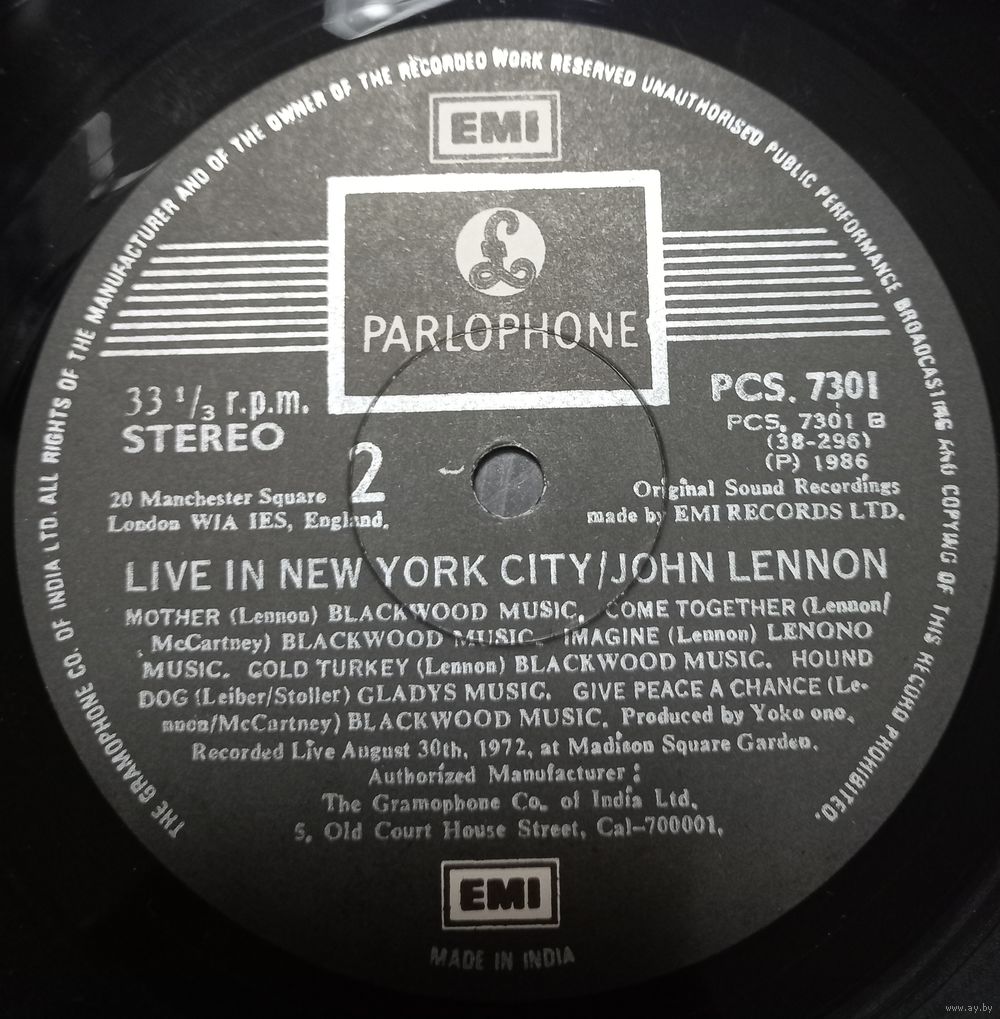 THE GRAMOPHONE CO. OF INDIA LTD. ALL RIGHTS OF THE MANUFACTURER AND OF THE OWNER OF THE RECORDED WORK RESERVED UNAUTHORISED PUBLIC PERFORMANCE BROADCASTING AND COPYING OF THIS RECORD PROHIBITED.
EMI
PARLOPHONE
33 1/3 r.p.m.
STEREO
2
20 Manchester Square
London W1A IES, England.
PCS. 7301
PCS. 7301 B
(38-296)
(P) 1986
Original Sound Recordings
made by EMI RECORDS LTD.
LIVE IN NEW YORK CITY/JOHN LENNON
MOTHER (Lennon) BLACKWOOD MUSIC. COME TOGETHER (Lennon/
McCartney) BLACKWOOD MUSIC. IMAGINE (Lennon) LENONO
MUSIC. COLD TURKEY (Lennon) BLACKWOOD MUSIC. HOUND
DOG (Leiber/Stoller) GLADYS MUSIC. GIVE PEACE A CHANCE (Le-
nnon/McCartney) BLACKWOOD MUSIC. Produced by Yoko ono.
Recorded Live August 30th, 1972, at Madison Square Garden.
Authorized Manufacturer :
The Gramophone Co. of India Ltd.
5, Old Court House Street, Cal-700001.
EMI
MADE IN INDIA
www.ay.by